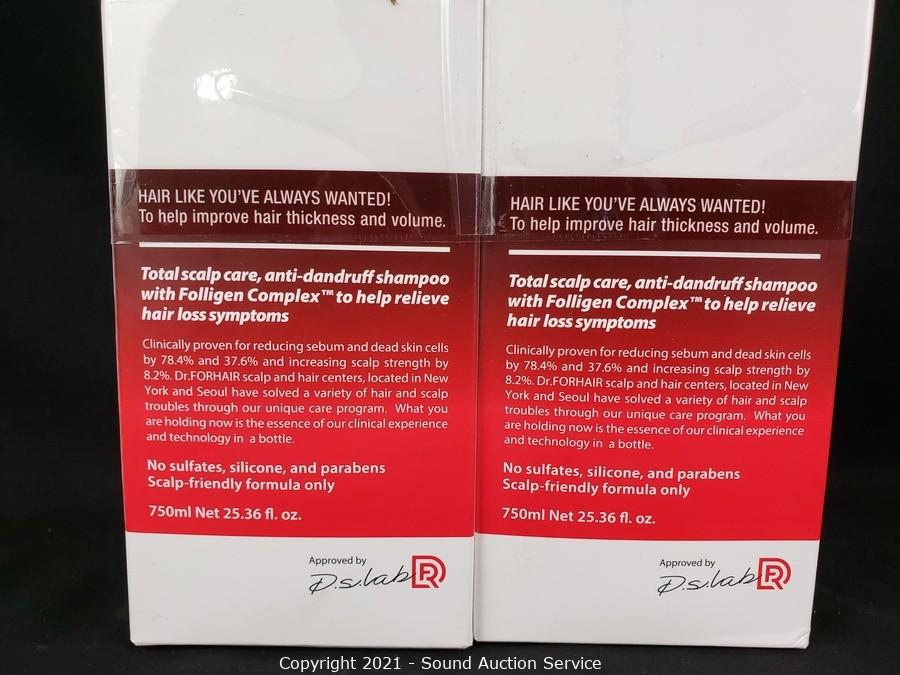 HAIR LIKE YOU'VE ALWAYS WANTED!
To help improve hair thickness and volume.
Total scalp care, anti-dandruff shampoo
with Folligen Complex™ to help relieve
hair loss symptoms
Clinically proven for reducing sebum and dead skin cells
by 78.4% and 37.6% and increasing scalp strength by
8.2%. Dr.FORHAIR scalp and hair centers, located in New
York and Seoul have solved a variety of hair and scalp
troubles through our unique care program. What you
are holding now is the essence of our clinical experience
and technology in a bottle.
No sulfates, silicone, and parabens
Scalp-friendly formula only
750ml Net 25.36 fl. oz.
Approved by
D.S.lab
HAIR LIKE YOU'VE ALWAYS WANTED!
To help improve hair thickness and volume.
Total scalp care, anti-dandruff shampoo
with Folligen Complex™ to help relieve
hair loss symptoms
Clinically proven for reducing sebum and dead skin cells
by 78.4% and 37.6% and increasing scalp strength by
8.2%. Dr.FORHAIR scalp and hair centers, located in New
York and Seoul have solved a variety of hair and scalp
troubles through our unique care program. What you
are holding now is the essence of our clinical experience
and technology in a bottle.
No sulfates, silicone, and parabens
Scalp-friendly formula only
750ml Net 25.36 fl. oz.
Approved by
D.S.lab
Copyright 2021 - Sound Auction Service